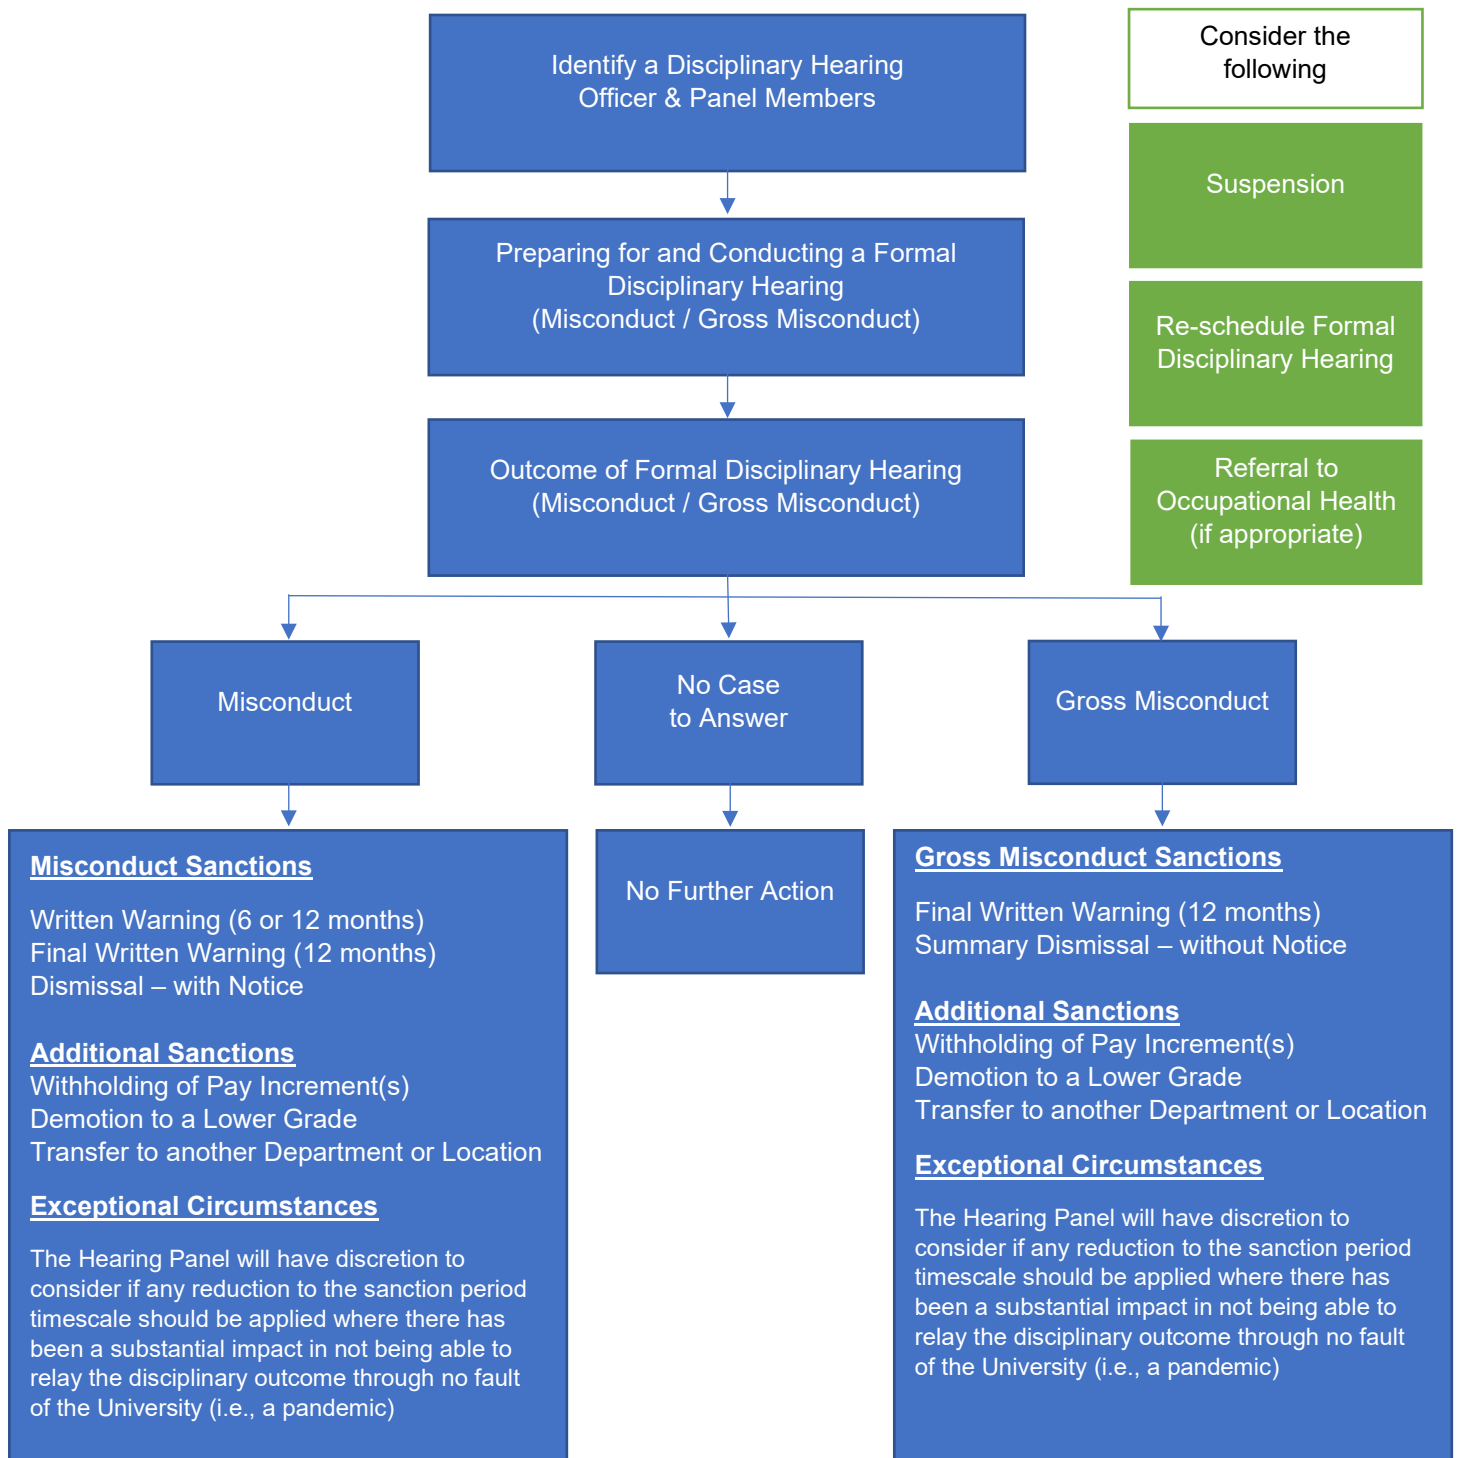 Identify a Disciplinary Hearing
Officer & Panel Members
Consider the
following
Suspension
Preparing for and Conducting a Formal
Disciplinary Hearing
(Misconduct / Gross Misconduct)
Re-schedule Formal
Disciplinary Hearing
Outcome of Formal Disciplinary Hearing
(Misconduct / Gross Misconduct)
Referral to
Occupational Health
(if appropriate)
Misconduct
No Case
to Answer
Gross Misconduct
Misconduct Sanctions
Written Warning (6 or 12 months)
Final Written Warning (12 months)
Dismissal – with Notice
Additional Sanctions
Withholding of Pay Increment(s)
Demotion to a Lower Grade
Transfer to another Department or Location
Exceptional Circumstances
The Hearing Panel will have discretion to
consider if any reduction to the sanction period
timescale should be applied where there has
been a substantial impact in not being able to
relay the disciplinary outcome through no fault
of the University (i.e., a pandemic)
No Further Action
Gross Misconduct Sanctions
Final Written Warning (12 months)
Summary Dismissal – without Notice
Additional Sanctions
Withholding of Pay Increment(s)
Demotion to a Lower Grade
Transfer to another Department or Location
Exceptional Circumstances
The Hearing Panel will have discretion to
consider if any reduction to the sanction period
timescale should be applied where there has
been a substantial impact in not being able to
relay the disciplinary outcome through no fault
of the University (i.e., a pandemic)